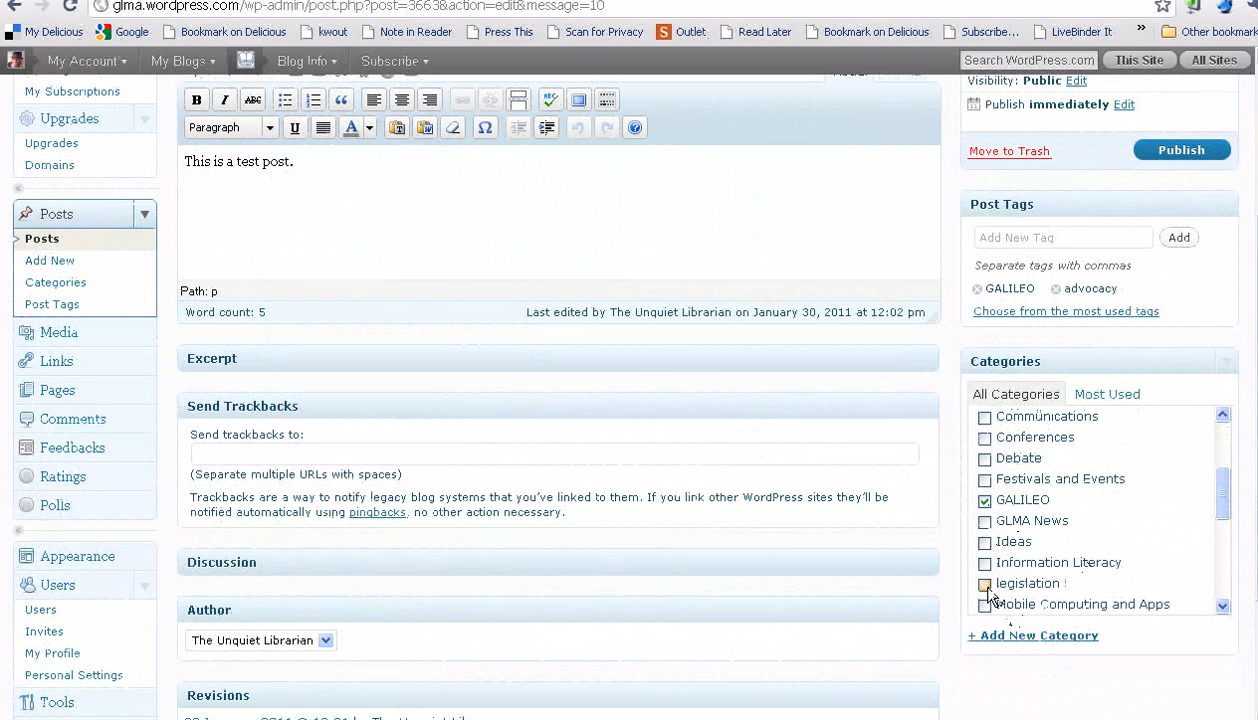 glma.wordpress.com/wp-admin/post.php?post=3663&action=edit&message=10
My Delicious Google Bookmark on Delicious kwout Note in Reader Press This Scan for Privacy Outlet Read Later Bookmark on Delicious Subscribe... LiveBinder It » Other bookmark
My Account My Blogs Blog Info Subscribe Search WordPress.com This Site All Sites
My Subscriptions
Upgrades
Upgrades
Domains
Posts
Posts
Add New
Categories
Post Tags
Media
Links
Pages
Comments
Feedbacks
Ratings
Polls
Appearance
Users
Users
Invites
My Profile
Personal Settings
Tools
B I ABC
Paragraph U A Ω
This is a test post.
Path: p
Word count: 5 Last edited by The Unquiet Librarian on January 30, 2011 at 12:02 pm
Excerpt
Send Trackbacks
Send trackbacks to:
(Separate multiple URLs with spaces)
Trackbacks are a way to notify legacy blog systems that you've linked to them. If you link other WordPress sites they'll be
notified automatically using pingbacks, no other action necessary.
Discussion
Author
The Unquiet Librarian
Revisions
Visibility: Public Edit
Publish immediately Edit
Move to Trash Publish
Post Tags
Add New Tag Add
Separate tags with commas
GALILEO advocacy
Choose from the most used tags
Categories
All Categories Most Used
Communications
Conferences
Debate
Festivals and Events
GALILEO
GLMA News
Ideas
Information Literacy
legislation
Mobile Computing and Apps
+ Add New Category